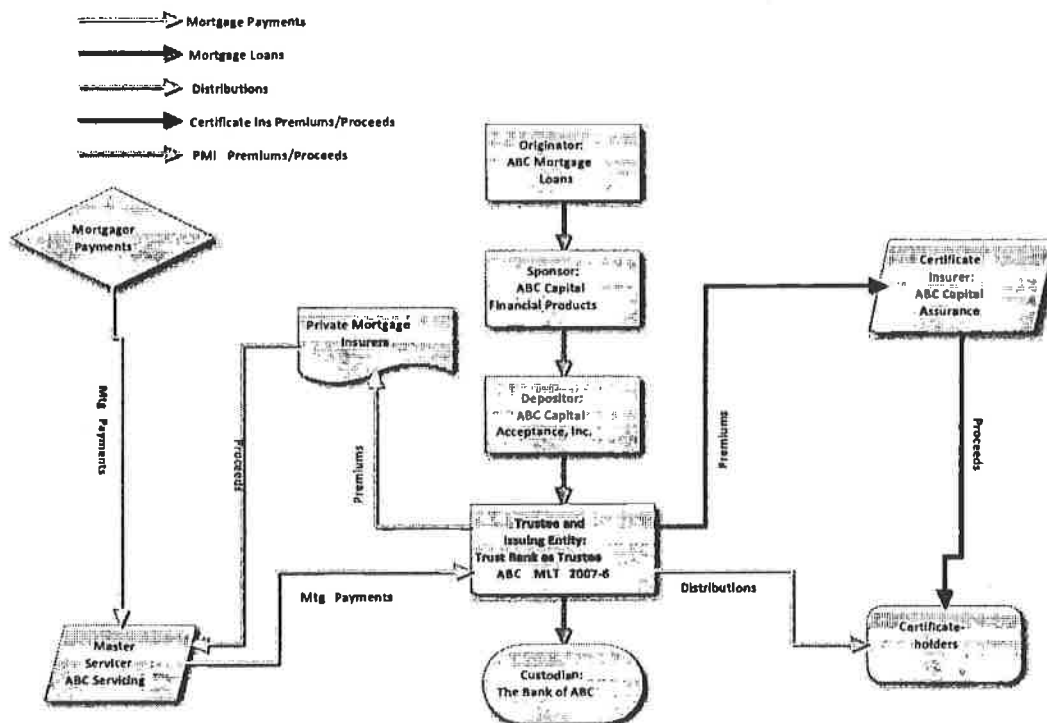 Mortgage Payments
Mortgage Loans
Distributions
Certificate Ins Premiums/Proceeds
PMI Premiums/Proceeds
Originator:
ABC Mortgage
Loans
Mortgagor
Payments
Sponsor:
ABC Capital
Financial Products
Certificate
Insurer:
ABC Capital
Assurance
Private Mortgage
Insurers
Depositor:
ABC Capital
Acceptance, Inc.
Mtg Payments
Proceeds
Premiums
Premiums
Proceeds
Trustee and
Issuing Entity:
Trust Bank as Trustee
ABC MLT 2007-6
Mtg Payments
Distributions
Master
Servicer
ABC Servicing
Custodian:
The Bank of ABC
Certificate-
holders